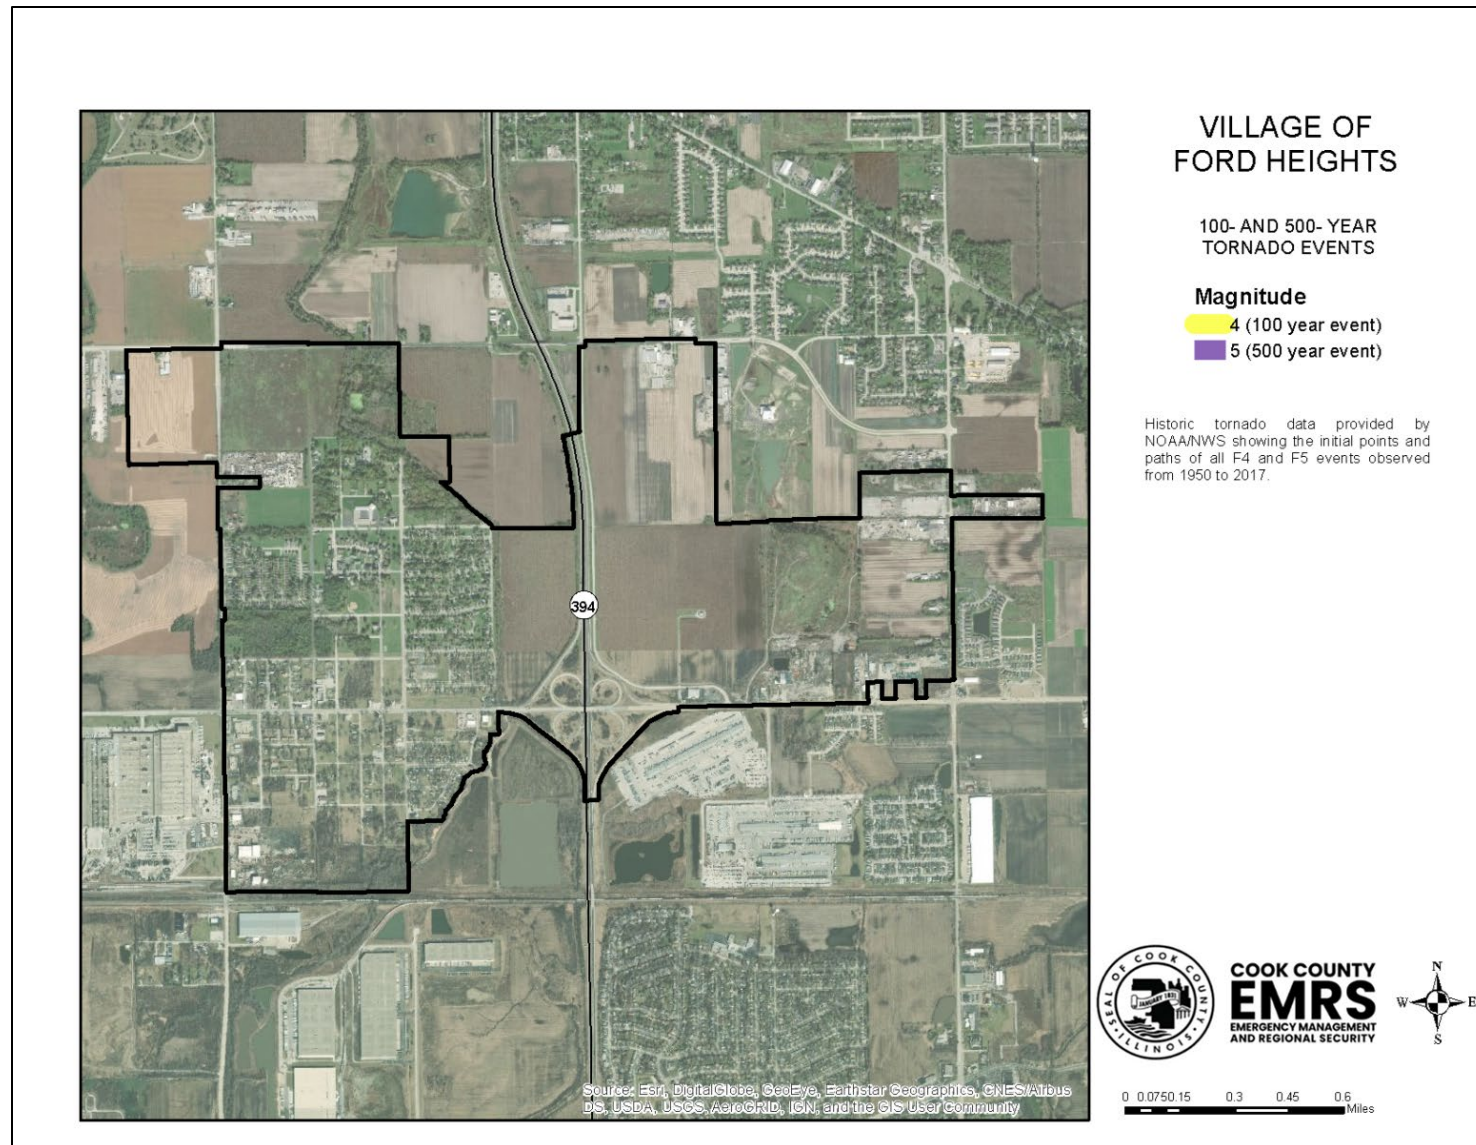 VILLAGE OF
FORD HEIGHTS
100- AND 500- YEAR
TORNADO EVENTS
Magnitude
4 (100 year event)
5 (500 year event)
Historic tornado data provided by
NOAA/NWS showing the initial points and
paths of all F4 and F5 events observed
from 1950 to 2017.
394
Source: Esri, DigitalGlobe, GeoEye, Earthstar Geographics, CNES/Airbus
DS, USDA, USGS, AeroGRID, IGN, and the GIS User Community
SEAL OF COOK COUNTY
JANUARY 1831
ILLINOIS
COOK COUNTY
EMRS
EMERGENCY MANAGEMENT
AND REGIONAL SECURITY
N
W E
S
0 0.075 0.15 0.3 0.45 0.6
Miles